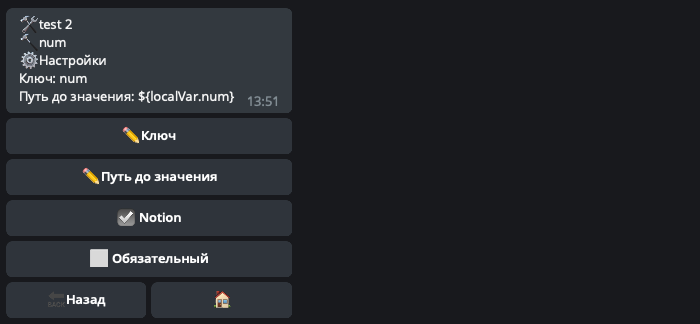 🛠test 2
🔨num
⚙️Настройки
Ключ: num
Путь до значения: ${localVar.num}
13:51
✏️Ключ
✏️Путь до значения
☑️ Notion
⬜ Обязательный
🔙Назад
🏠